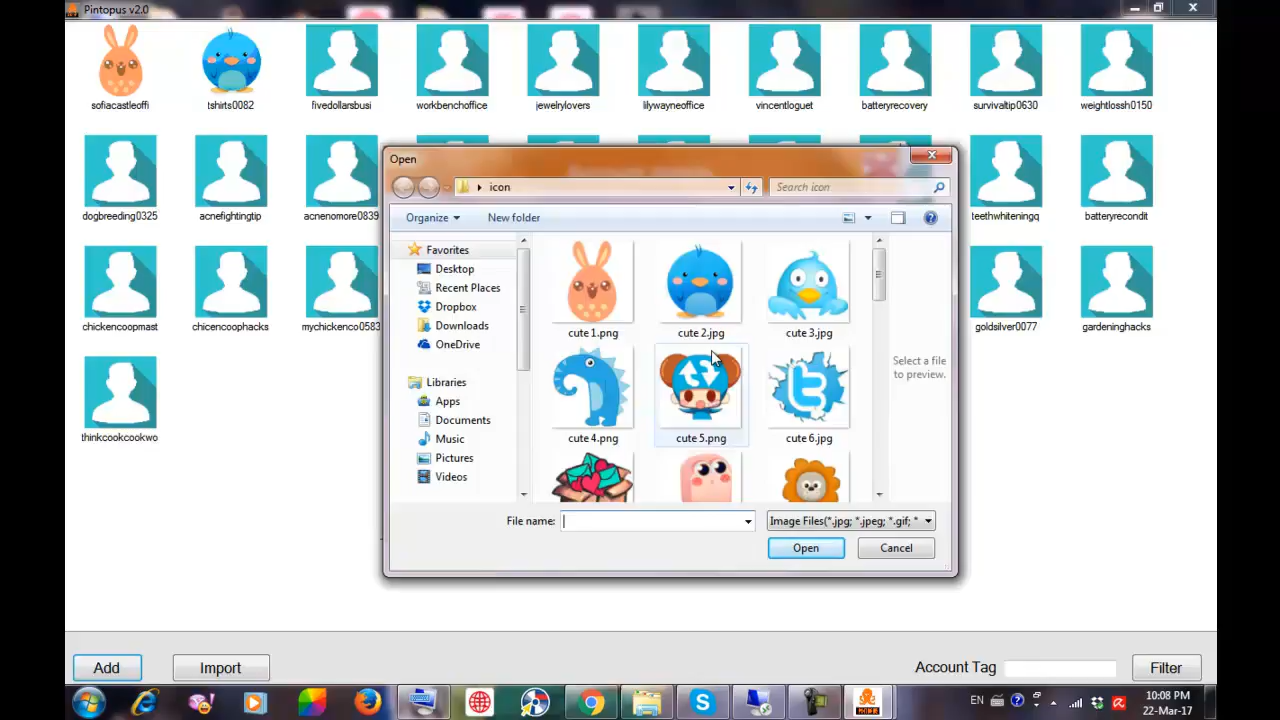 Pintopus v2.0
sofiacastleoffi tshirts0082 fivedollarsbusi workbenchoffice jewelrylovers lilywayneoffice vincentloguet batteryrecovery survivaltip0630 weightlossh0150
dogbreeding0325 acnefightingtip acnenomore0839 teethwhiteningq batteryrecondit
chickencoopmast chicencoophacks mychickenco0583 goldsilver0077 gardeninghacks
thinkcookcookwo
Open
icon
Search icon
Organize New folder
Favorites
Desktop
Recent Places
Dropbox
Downloads
OneDrive
Libraries
Apps
Documents
Music
Pictures
Videos
cute 1.png cute 2.jpg cute 3.jpg
cute 4.png cute 5.png cute 6.jpg
Select a file
to preview.
File name:
Image Files(*.jpg; *.jpeg; *.gif; *
Open Cancel
Add Import Account Tag Filter
EN 10:08 PM
22-Mar-17